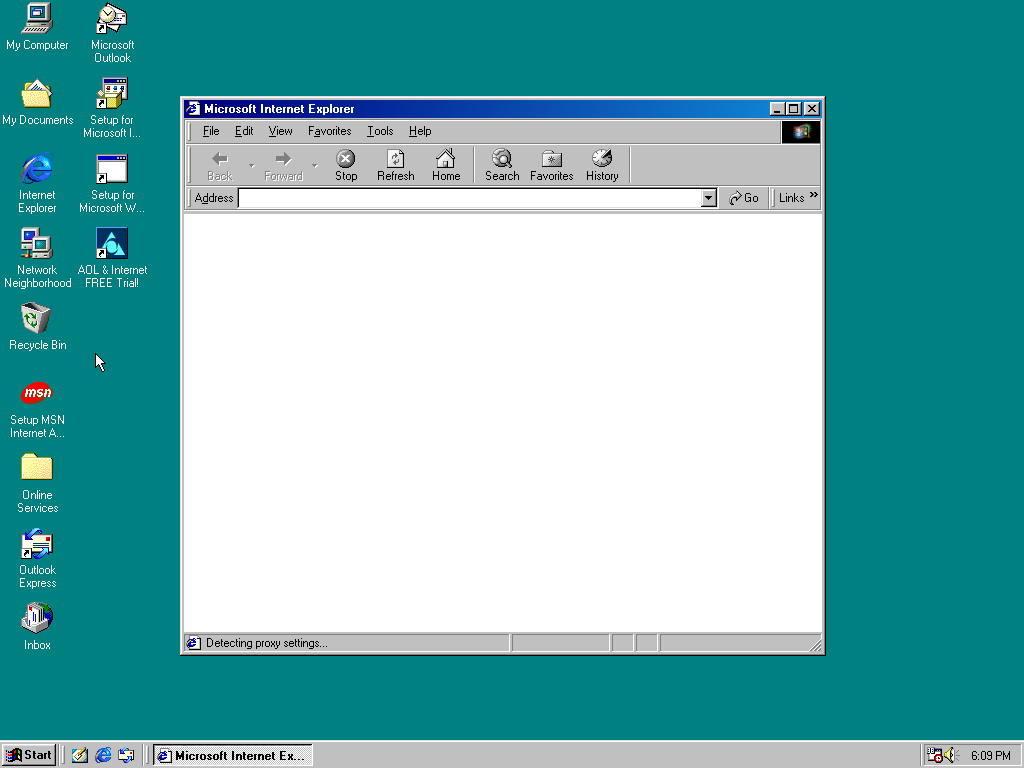 My Computer
Microsoft
Outlook
My Documents
Setup for
Microsoft I...
Internet
Explorer
Setup for
Microsoft W...
Network
Neighborhood
AOL & Internet
FREE Trial!
Recycle Bin
msn
Setup MSN
Internet A...
Online
Services
Outlook
Express
Inbox
Microsoft Internet Explorer
File Edit View Favorites Tools Help
Back Forward Stop Refresh Home Search Favorites History
Address Go Links »
Detecting proxy settings...
Start Microsoft Internet Ex... 6:09 PM